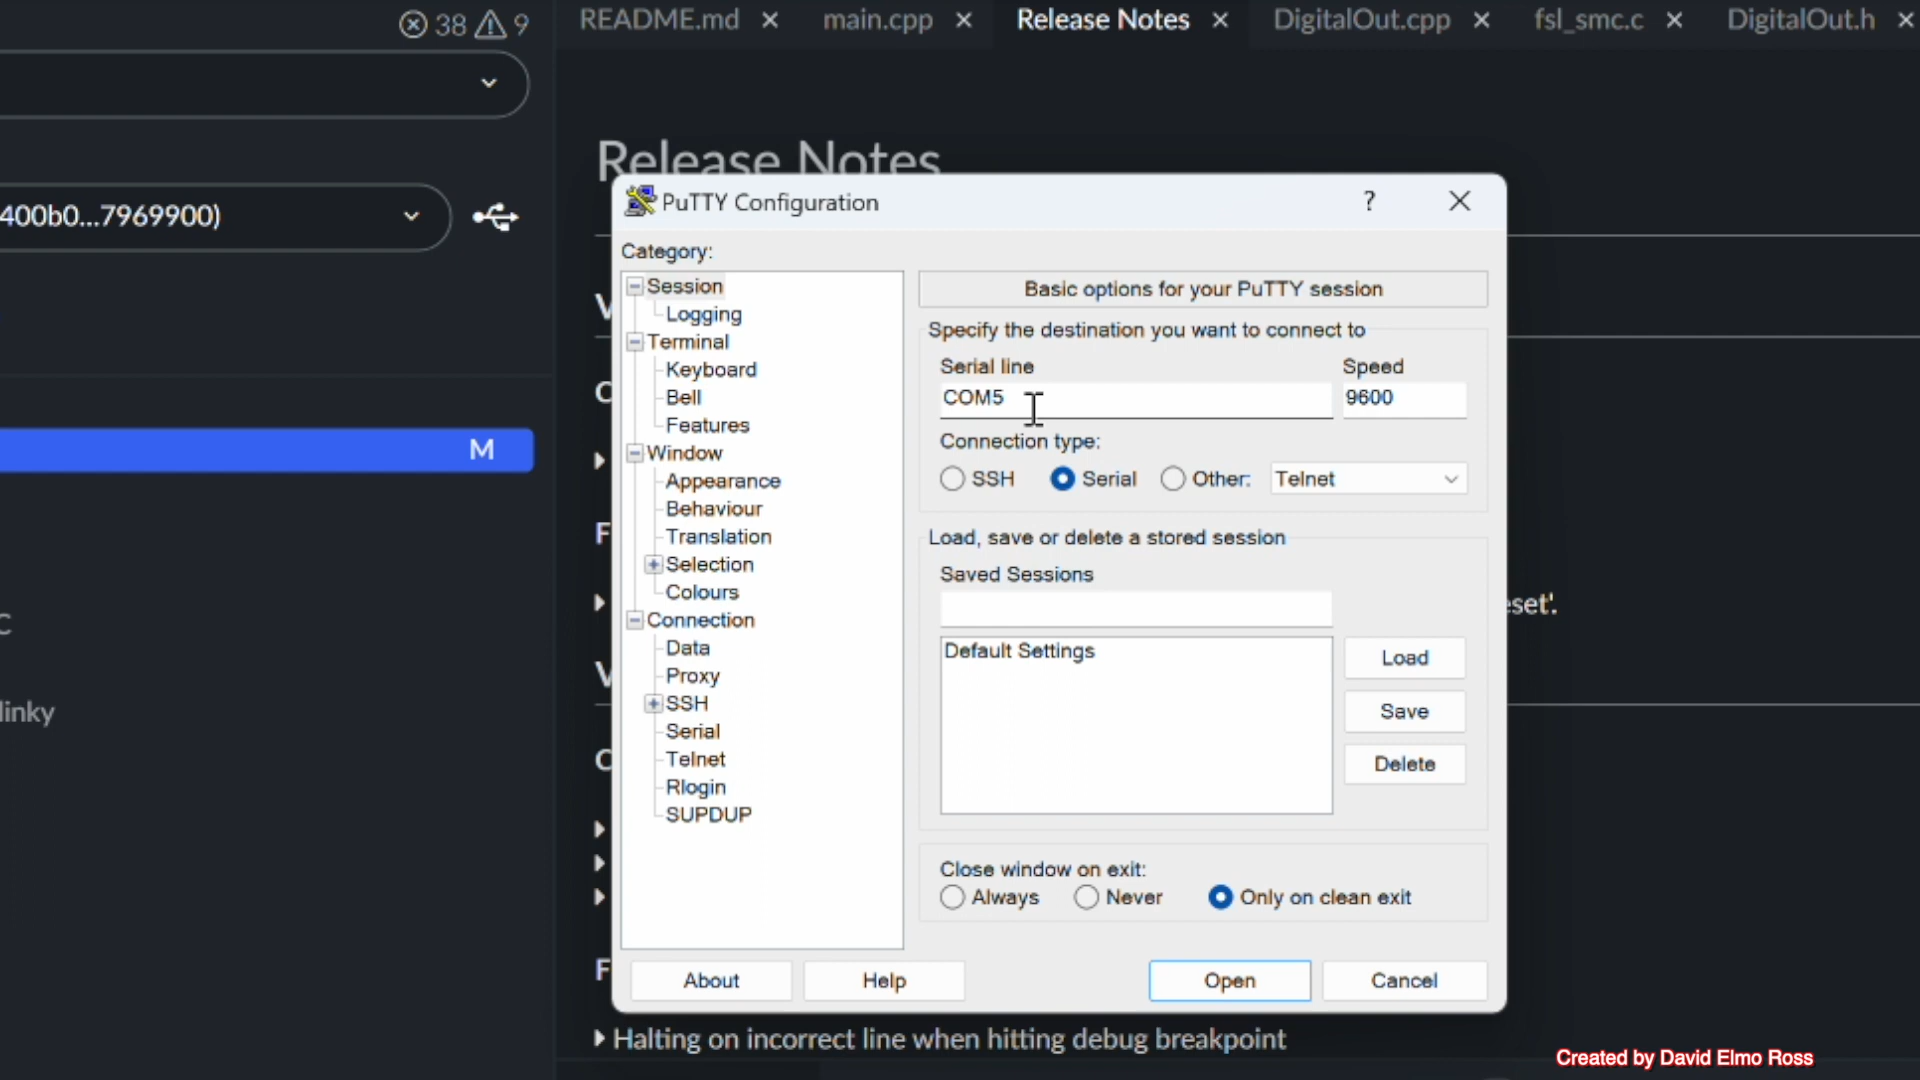 38 9
README.md
main.cpp
Release Notes
DigitalOut.cpp
fsl_smc.c
DigitalOut.h
400b0...7969900)
M
linky
Release Notes
eset'.
PuTTY Configuration
?
Category:
Session
Logging
Terminal
Keyboard
Bell
Features
Window
Appearance
Behaviour
Translation
Selection
Colours
Connection
Data
Proxy
SSH
Serial
Telnet
Rlogin
SUPDUP
Basic options for your PuTTY session
Specify the destination you want to connect to
Serial line Speed
COM5 9600
Connection type:
SSH Serial Other: Telnet
Load, save or delete a stored session
Saved Sessions
Default Settings
Load
Save
Delete
Close window on exit:
Always Never Only on clean exit
About Help Open Cancel
Halting on incorrect line when hitting debug breakpoint
Created by David Elmo Ross